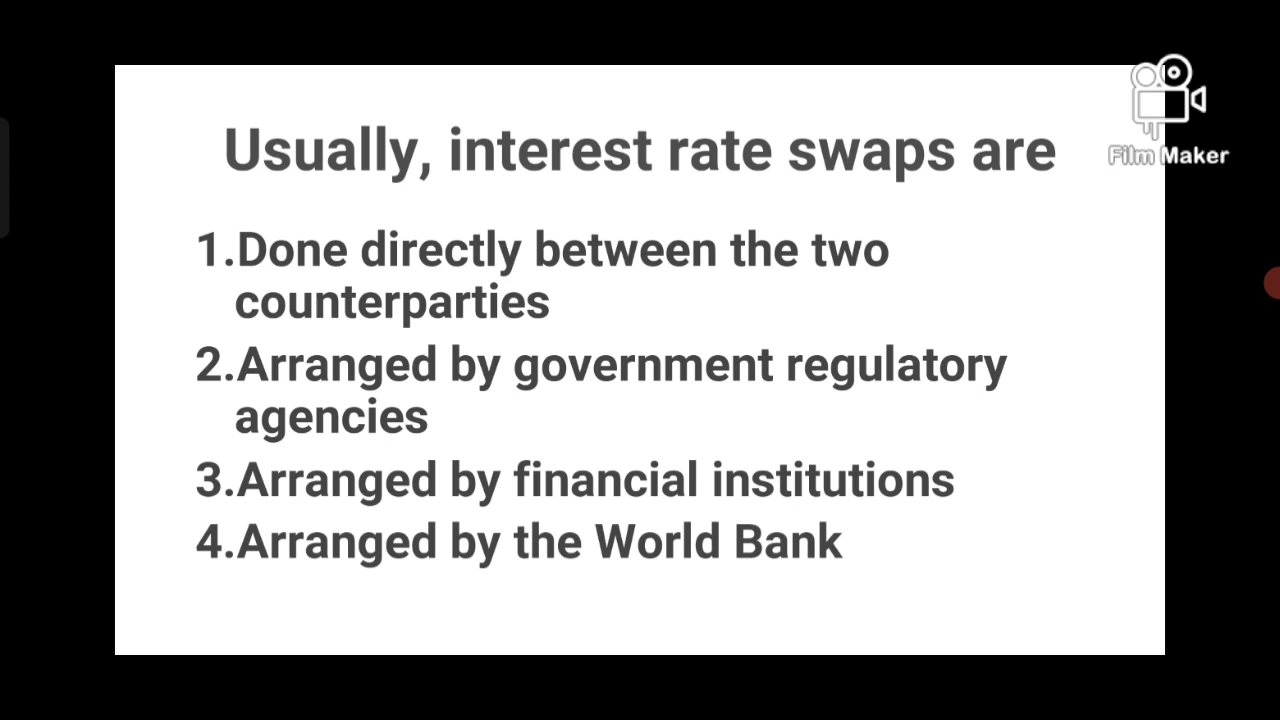 Film Maker
Usually, interest rate swaps are
1.Done directly between the two
counterparties
2.Arranged by government regulatory
agencies
3.Arranged by financial institutions
4.Arranged by the World Bank